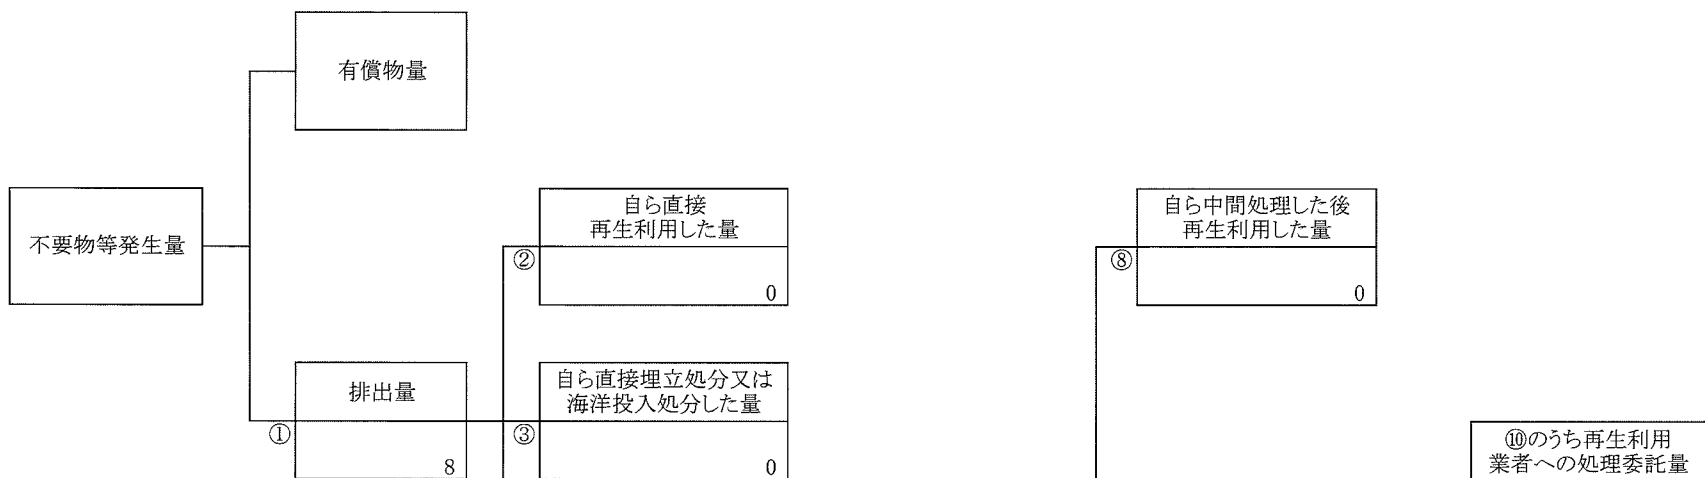 有償物量
不要物等発生量
自ら直接
再生利用した量
②
0
自ら中間処理した後
再生利用した量
⑧
0
排出量
①
8
自ら直接埋立処分又は
海洋投入処分した量
③
0
⑩のうち再生利用
業者への処理委託量